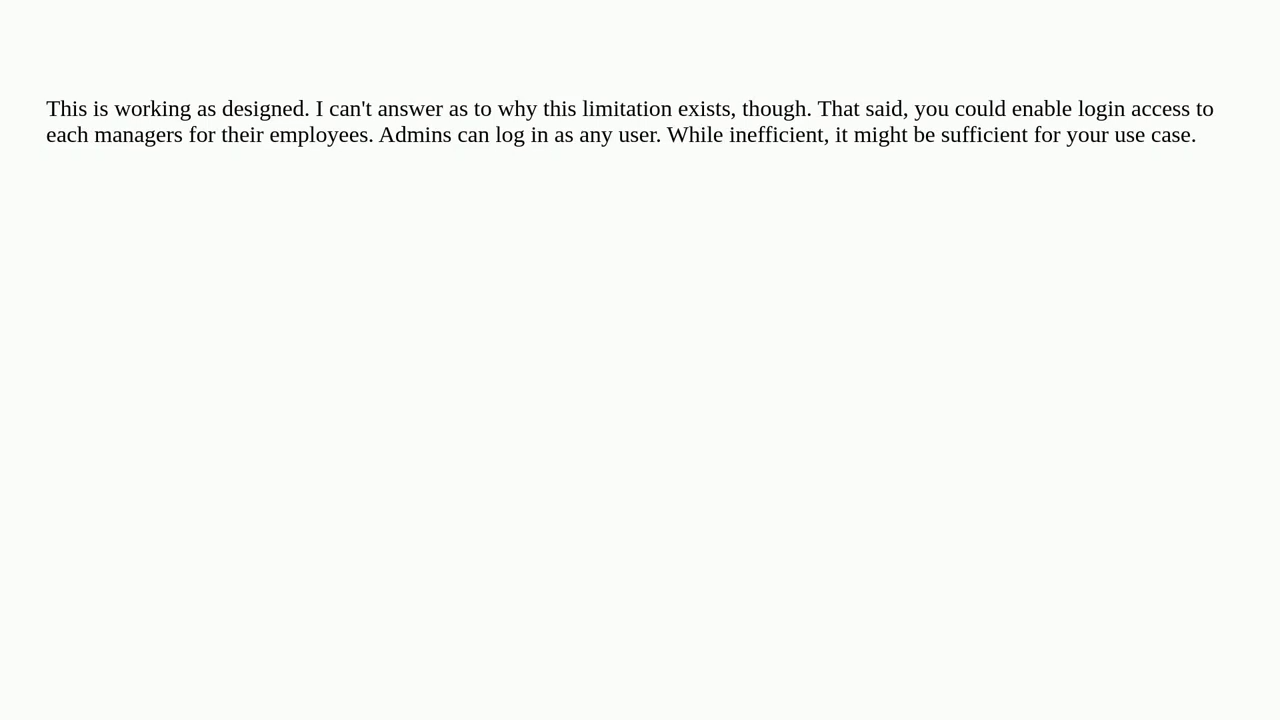 This is working as designed. I can't answer as to why this limitation exists, though. That said, you could enable login access to
each managers for their employees. Admins can log in as any user. While inefficient, it might be sufficient for your use case.